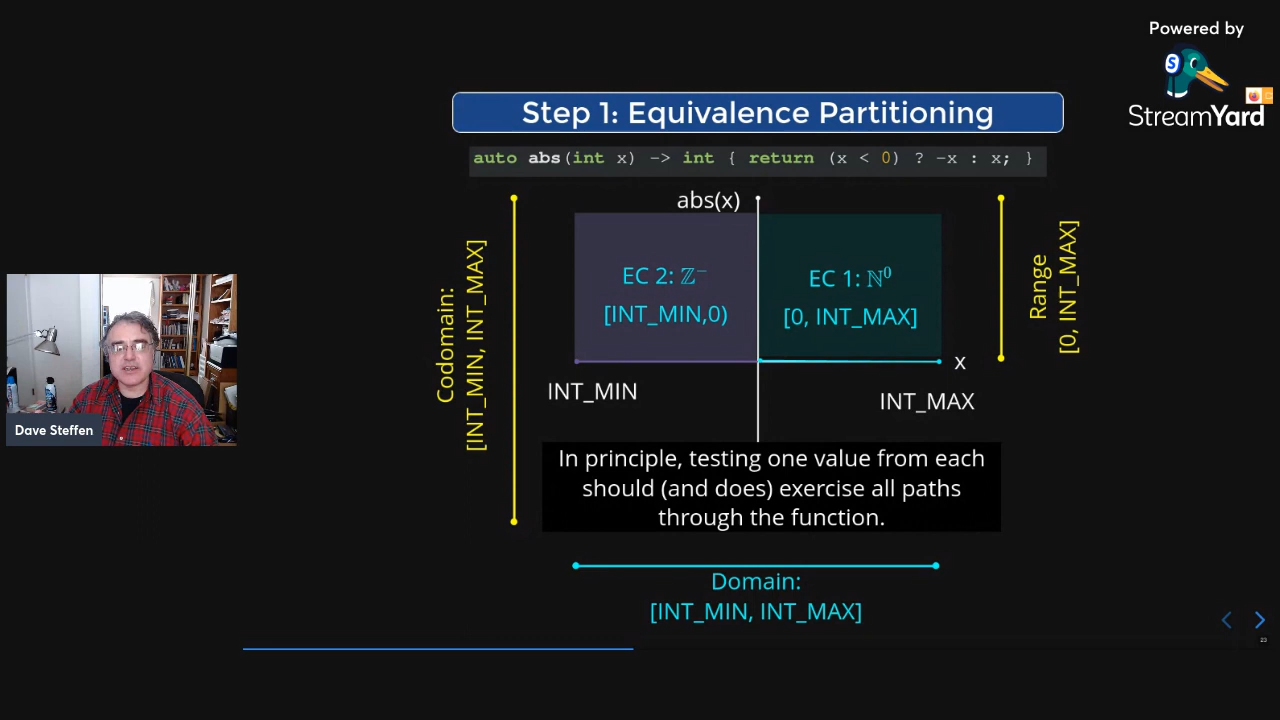 Powered by
StreamYard
Step 1: Equivalence Partitioning
auto abs(int x) -> int { return (x < 0) ? -x : x; }
abs(x)
Codomain:
[INT_MIN, INT_MAX]
EC 2: ℤ⁻
[INT_MIN,0)
EC 1: ℕ⁰
[0, INT_MAX]
Range
[0, INT_MAX]
x
INT_MIN
INT_MAX
Dave Steffen
In principle, testing one value from each
should (and does) exercise all paths
through the function.
Domain:
[INT_MIN, INT_MAX]
23